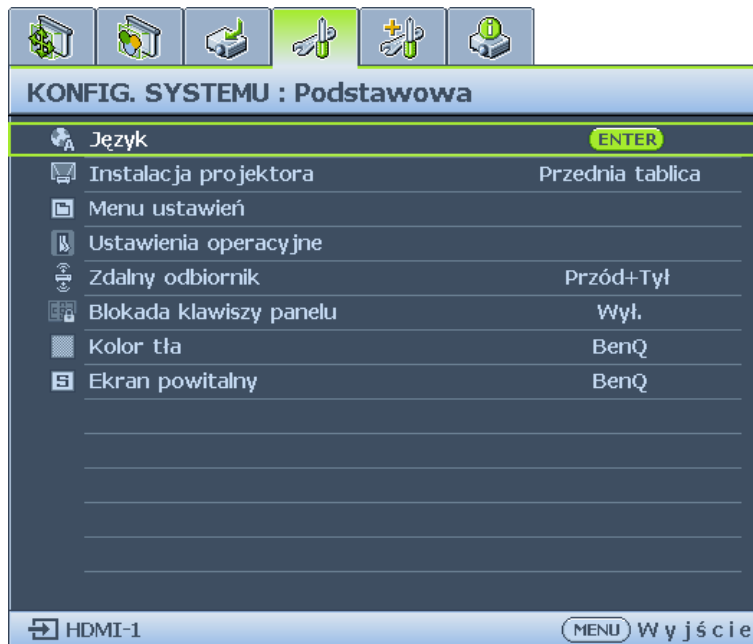 KONFIG. SYSTEMU : Podstawowa
Język ENTER
Instalacja projektora Przednia tablica
Menu ustawień
Ustawienia operacyjne
Zdalny odbiornik Przód+Tył
Blokada klawiszy panelu Wył.
Kolor tła BenQ
Ekran powitalny BenQ
HDMI-1 MENU Wyjście